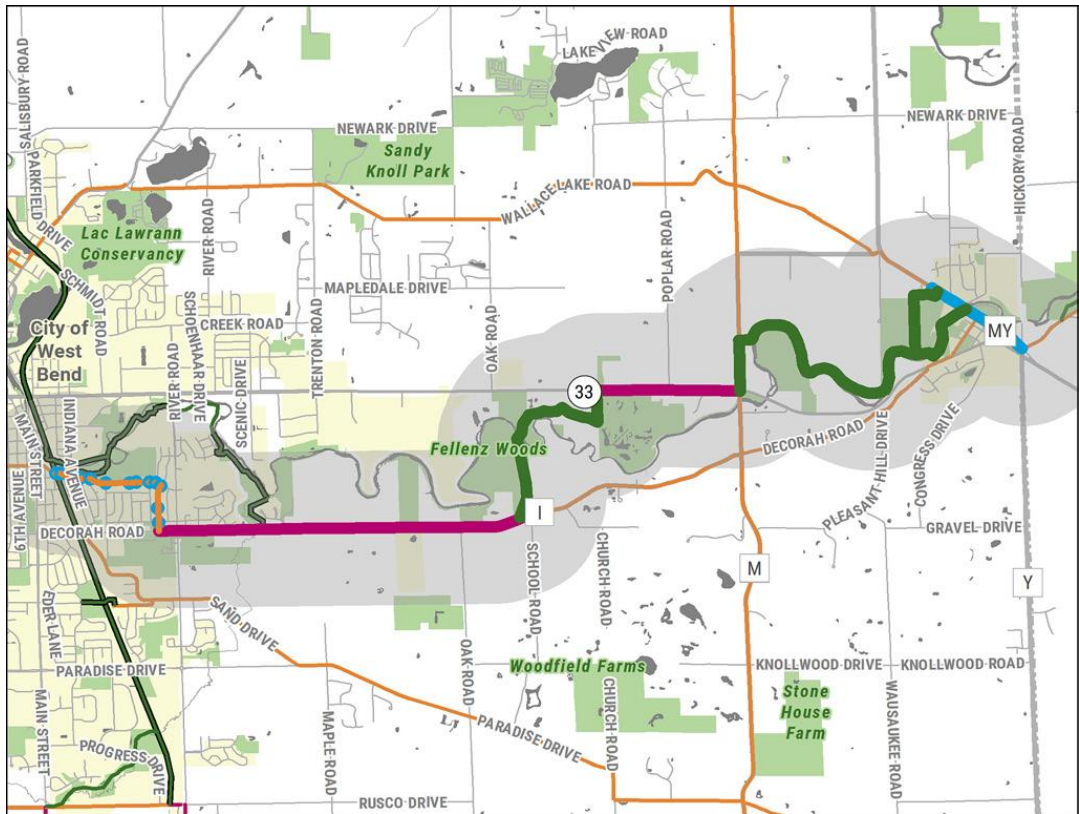 LAKE VIEW ROAD
SALISBURY ROAD
NEWARK DRIVE
NEWARK DRIVE
Sandy
Knoll Park
HICKORY ROAD
PARKFIELD DRIVE
WALLACE LAKE ROAD
RIVER ROAD
Lac Lawrann
Conservancy
POPLAR ROAD
SCHMIDT ROAD
MAPLEDALE DRIVE
SCHOENHAAR DRIVE
CREEK ROAD
TRENTON ROAD
OAK ROAD
City of
West
Bend
MY
RIVER ROAD
SCENIC DRIVE
33
INDIANA AVENUE
MAIN STREET
Fellenz Woods
DECORAH ROAD
CONGRESS DRIVE
PLEASANT HILL DRIVE
6TH AVENUE
DECORAH ROAD
I
GRAVEL DRIVE
SCHOOL ROAD
CHURCH ROAD
M
Y
EDER LANE
SAND DRIVE
PARADISE DRIVE
OAK ROAD
Woodfield Farms
KNOLLWOOD DRIVE
KNOLLWOOD ROAD
MAIN STREET
MAPLE ROAD
PARADISE DRIVE
CHURCH ROAD
Stone
House
Farm
WAUSAUKEE ROAD
PROGRESS DRIVE
RUSCO DRIVE